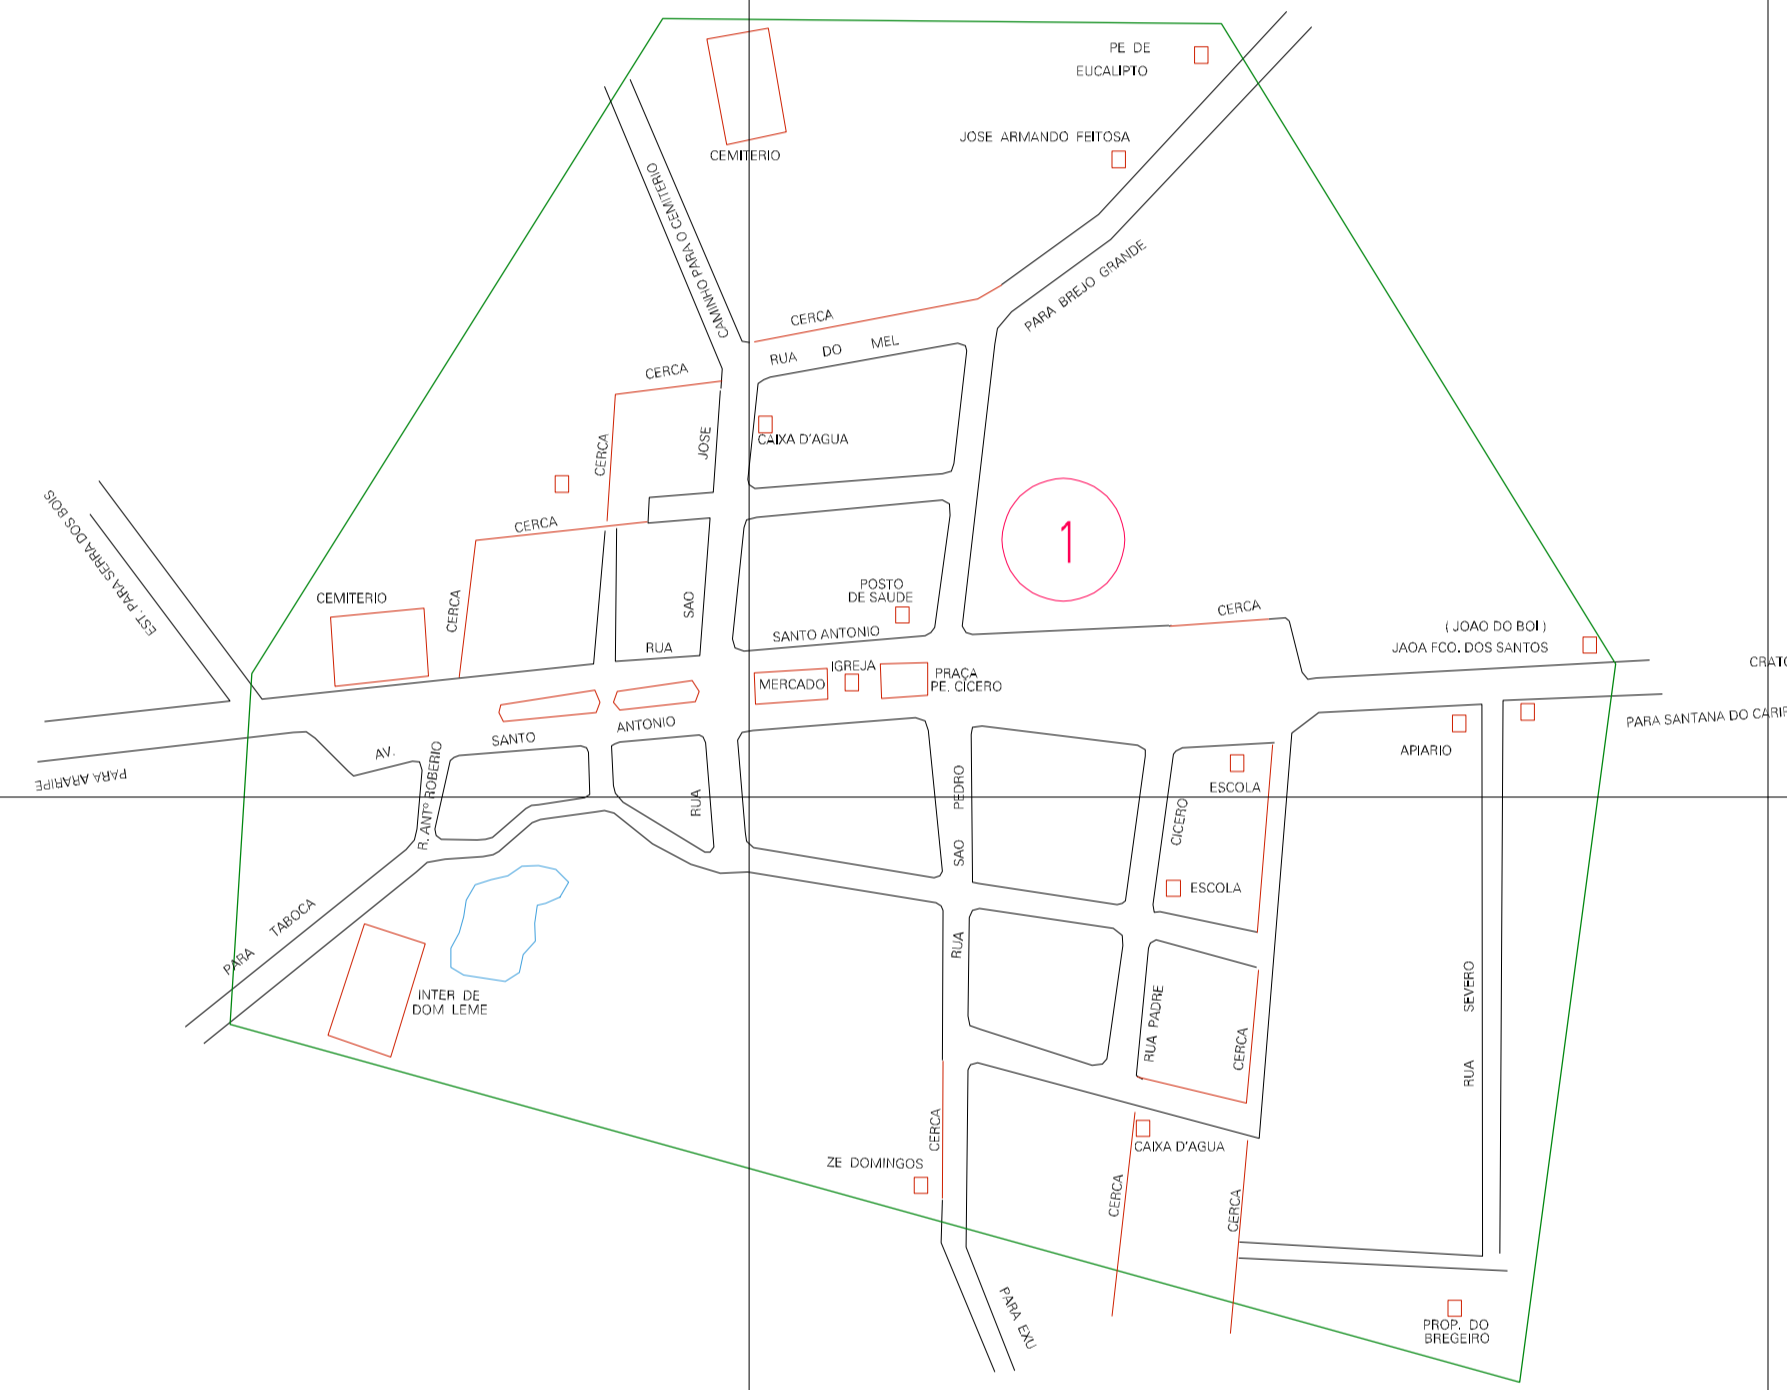 PE DE
EUCALIPTO
JOSE ARMANDO FEITOSA
CEMITERIO
CAMINHO PARA O CEMITERIO
PARA BREJO GRANDE
CERCA
RUA DO MEL
CERCA
CERCA
JOSE
CAIXA D'AGUA
EST. PARA SERRA DOS BOIS
CERCA
1
CEMITERIO
CERCA
SAO
RUA
POSTO
DE SAUDE
SANTO ANTONIO
CERCA
( JOAO DO BOI )
JAOA FCO. DOS SANTOS
CRATO
MERCADO
IGREJA
PRAÇA
PE. CICERO
PARA SANTANA DO CARIR
SANTO ANTONIO
AV.
PARA ARARIPE
R. ANTº ROBERIO
RUA
SAO PEDRO
CICERO
ESCOLA
APIARIO
ESCOLA
PARA TABOCA
INTER DE
DOM LEME
RUA
RUA PADRE
CERCA
RUA SEVERO
CERCA
ZE DOMINGOS
CAIXA D'AGUA
CERCA
CERCA
PARA EXU
PROP. DO
BREGEIRO